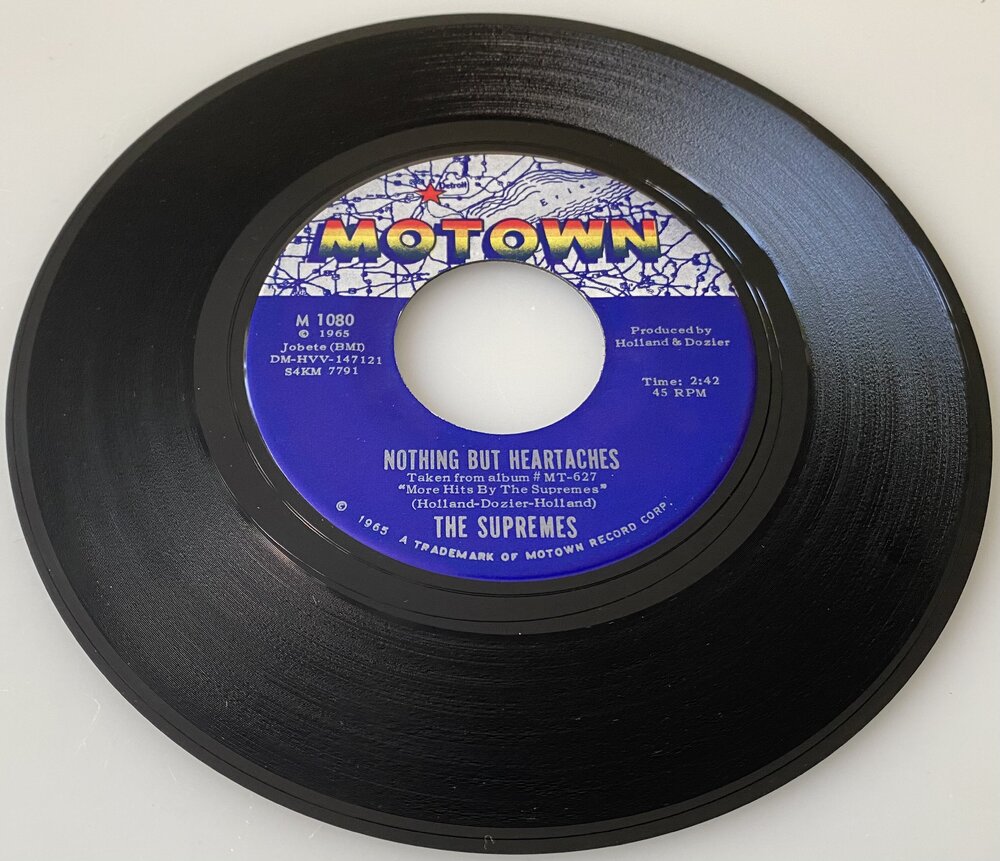 Detroit
Erie
MOTOWN
M 1080
© 1965
Jobete (BMI)
DM-HVV-147121
S4KM 7791
Produced by
Holland & Dozier
Time: 2:42
45 RPM
NOTHING BUT HEARTACHES
Taken from album # MT-627
"More Hits By The Supremes"
(Holland-Dozier-Holland)
THE SUPREMES
© 1965 A TRADEMARK OF MOTOWN RECORD CORP.